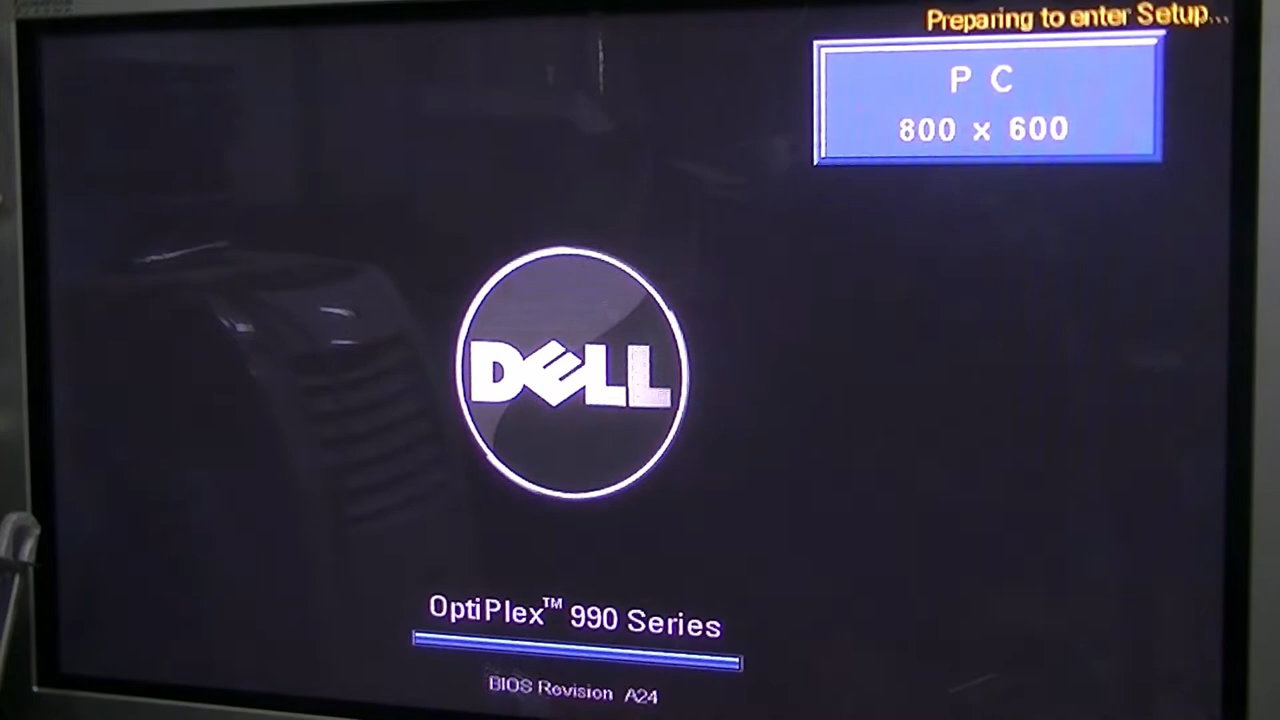 Preparing to enter Setup...
P C
800 x 600
DELL
OptiPlex™ 990 Series
BIOS Revision A24